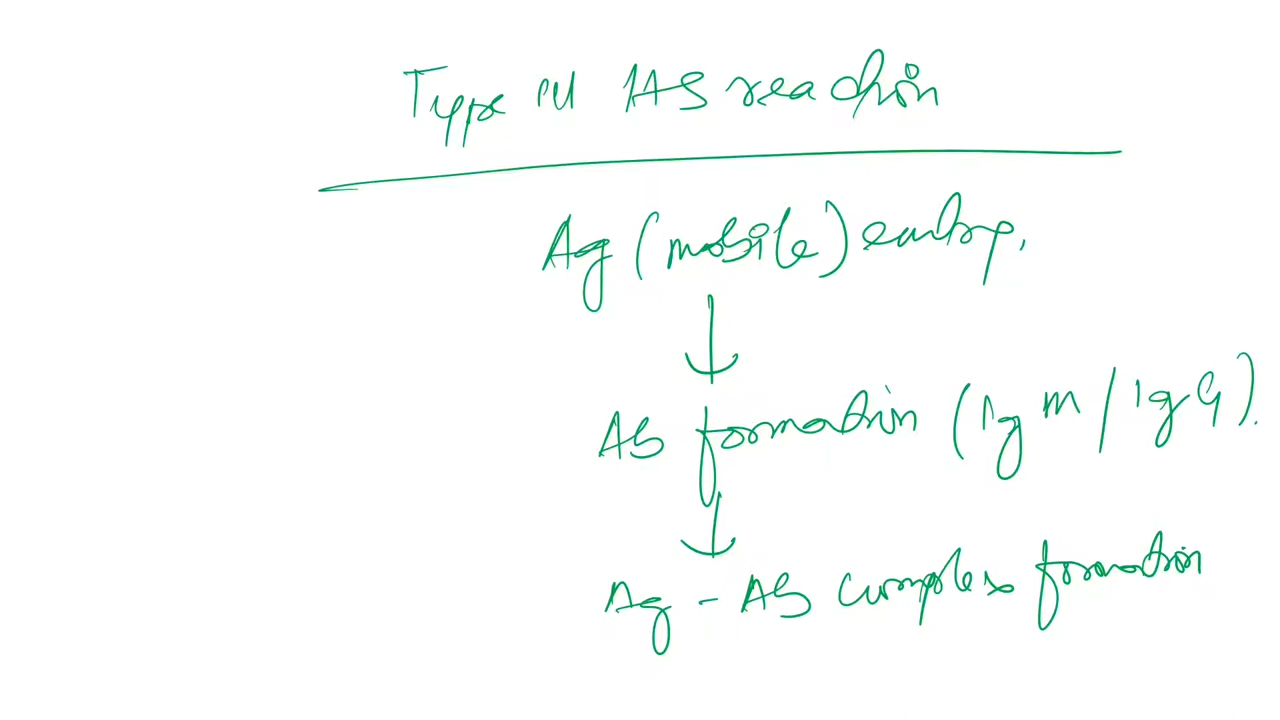 Type III HS reaction
Ag (mobile) entry.
Ab formation (IgM/IgG).
Ag - Ab complex formation